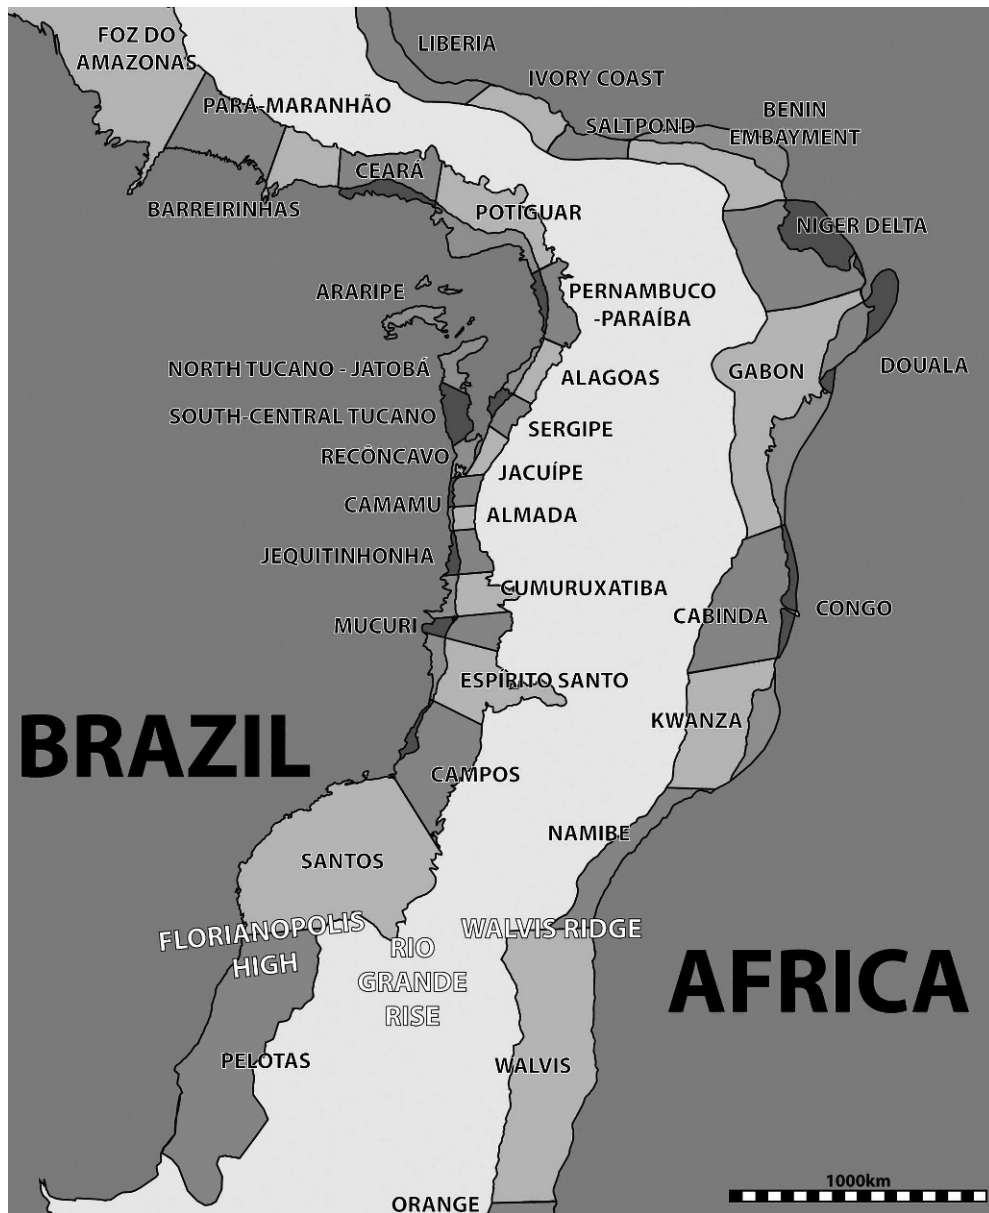 FOZ DO
AMAZONAS
LIBERIA
IVORY COAST
PARÁ-MARANHÃO
SALTPOND
BENIN
EMBAYMENT
CEARÁ
BARREIRINHAS
POTIGUAR
NIGER DELTA
ARARIPE
PERNAMBUCO
-PARAÍBA
NORTH TUCANO - JATOBÁ
ALAGOAS
GABON
DOUALA
SOUTH-CENTRAL TUCANO
SERGIPE
RECÔNCAVO
JACUÍPE
CAMAMU
ALMADA
JEQUITINHONHA
CUMURUXATIBA
CABINDA
CONGO
MUCURI
ESPÍRITO SANTO
KWANZA
BRAZIL
CAMPOS
NAMIBE
SANTOS
FLORIANOPOLIS
HIGH
WALVIS RIDGE
RIO
GRANDE
RISE
AFRICA
PELOTAS
WALVIS
1000km
ORANGE